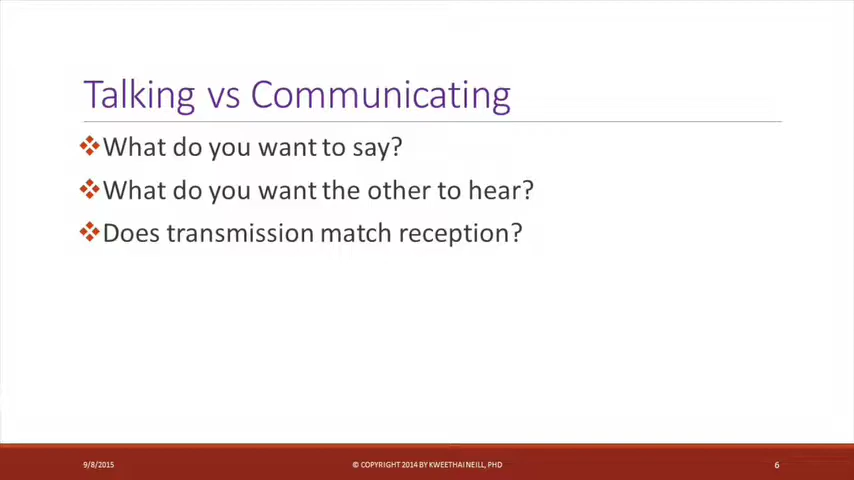 Talking vs Communicating
What do you want to say?
What do you want the other to hear?
Does transmission match reception?
9/8/2015
© COPYRIGHT 2014 BY KWEETHAI NEILL, PHD
6